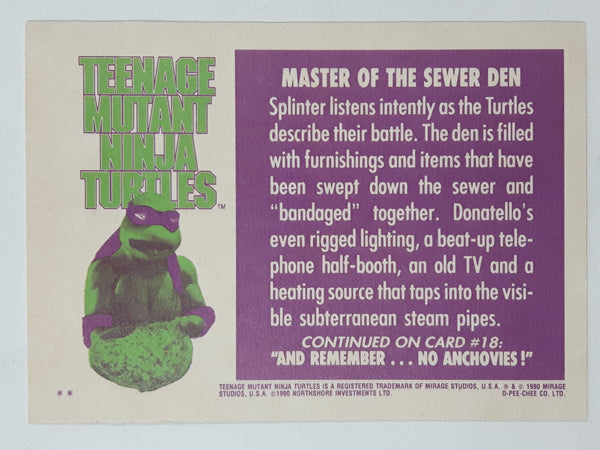 TEENAGE
MUTANT
NINJA
TURTLES™
MASTER OF THE SEWER DEN
Splinter listens intently as the Turtles
describe their battle. The den is filled
with furnishings and items that have
been swept down the sewer and
“bandaged” together. Donatello’s
even rigged lighting, a beat-up tele-
phone half-booth, an old TV and a
heating source that taps into the visi-
ble subterranean steam pipes.
CONTINUED ON CARD #18:
“AND REMEMBER . . . NO ANCHOVIES!”
TEENAGE MUTANT NINJA TURTLES IS A REGISTERED TRADEMARK OF MIRAGE STUDIOS, U.S.A. ® & © 1990 MIRAGE
STUDIOS, U.S.A. ©1990 NORTHSHORE INVESTMENTS LTD. O-PEE-CHEE CO. LTD.
* *